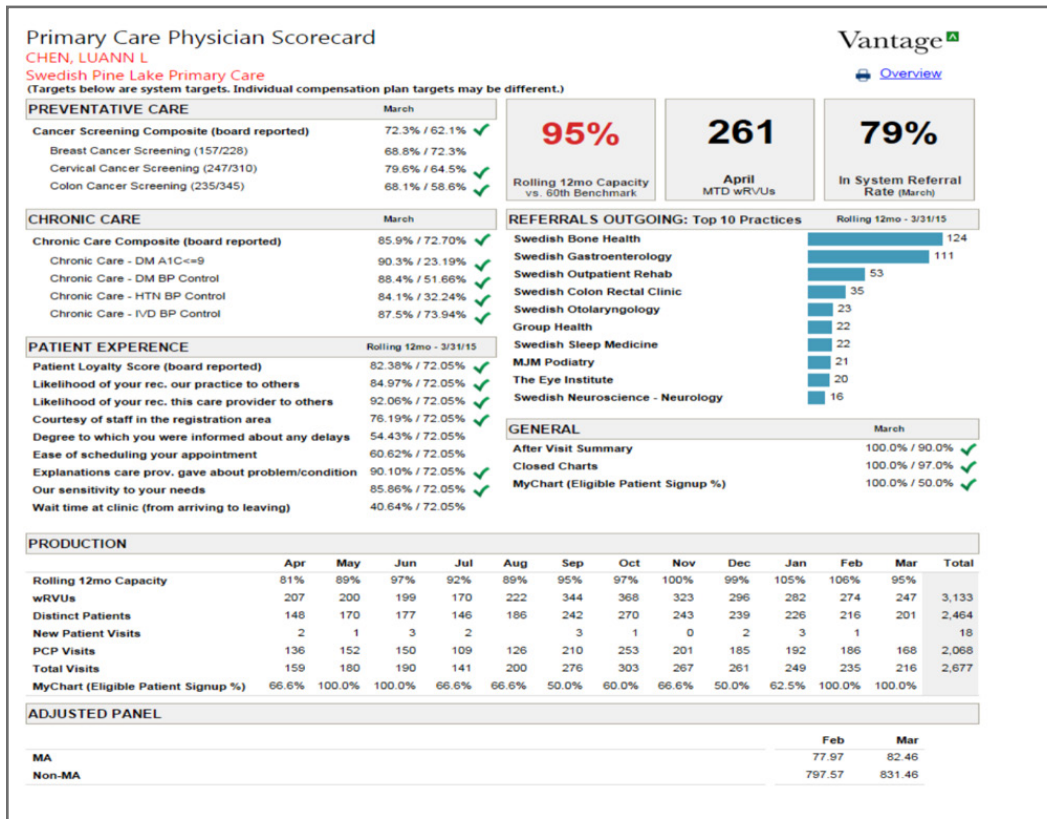 Primary Care Physician Scorecard
CHEN, LUANN L
Swedish Pine Lake Primary Care
(Targets below are system targets. Individual compensation plan targets may be different.)
Vantage
Overview
PREVENTATIVE CARE March
Cancer Screening Composite (board reported) 72.3% / 62.1%
Breast Cancer Screening (157/228) 68.8% / 72.3%
Cervical Cancer Screening (247/310) 79.6% / 64.5%
Colon Cancer Screening (235/345) 68.1% / 58.6%
95%
Rolling 12mo Capacity
vs. 60th Benchmark
261
April
MTD wRVUs
79%
In System Referral
Rate (March)
CHRONIC CARE March
Chronic Care Composite (board reported) 85.9% / 72.70%
Chronic Care - DM A1C<=9 90.3% / 23.19%
Chronic Care - DM BP Control 88.4% / 51.66%
Chronic Care - HTN BP Control 84.1% / 32.24%
Chronic Care - IVD BP Control 87.5% / 73.94%
PATIENT EXPERENCE Rolling 12mo - 3/31/15
Patient Loyalty Score (board reported) 82.38% / 72.05%
Likelihood of your rec. our practice to others 84.97% / 72.05%
Likelihood of your rec. this care provider to others 92.06% / 72.05%
Courtesy of staff in the registration area 76.19% / 72.05%
Degree to which you were informed about any delays 54.43% / 72.05%
Ease of scheduling your appointment 60.62% / 72.05%
Explanations care prov. gave about problem/condition 90.10% / 72.05%
Our sensitivity to your needs 85.86% / 72.05%
Wait time at clinic (from arriving to leaving) 40.64% / 72.05%
REFERRALS OUTGOING: Top 10 Practices Rolling 12mo - 3/31/15
Swedish Bone Health 124
Swedish Gastroenterology 111
Swedish Outpatient Rehab 53
Swedish Colon Rectal Clinic 35
Swedish Otolaryngology 23
Group Health 22
Swedish Sleep Medicine 22
MJM Podiatry 21
The Eye Institute 20
Swedish Neuroscience - Neurology 16
GENERAL March
After Visit Summary 100.0% / 90.0%
Closed Charts 100.0% / 97.0%
MyChart (Eligible Patient Signup %) 100.0% / 50.0%
PRODUCTION
Apr May Jun Jul Aug Sep Oct Nov Dec Jan Feb Mar Total
Rolling 12mo Capacity 81% 89% 97% 92% 89% 95% 97% 100% 99% 105% 106% 95%
wRVUs 207 200 199 170 222 344 368 323 296 282 274 247 3,133
Distinct Patients 148 170 177 146 186 242 270 243 239 226 216 201 2,464
New Patient Visits 2 1 3 2 3 1 0 2 3 1 18
PCP Visits 136 152 150 109 126 210 253 201 185 192 186 168 2,068
Total Visits 159 180 190 141 200 276 303 267 261 249 235 216 2,677
MyChart (Eligible Patient Signup %) 66.6% 100.0% 100.0% 66.6% 66.6% 50.0% 60.0% 66.6% 50.0% 62.5% 100.0% 100.0%
ADJUSTED PANEL
Feb Mar
MA 77.97 82.46
Non-MA 797.57 831.46